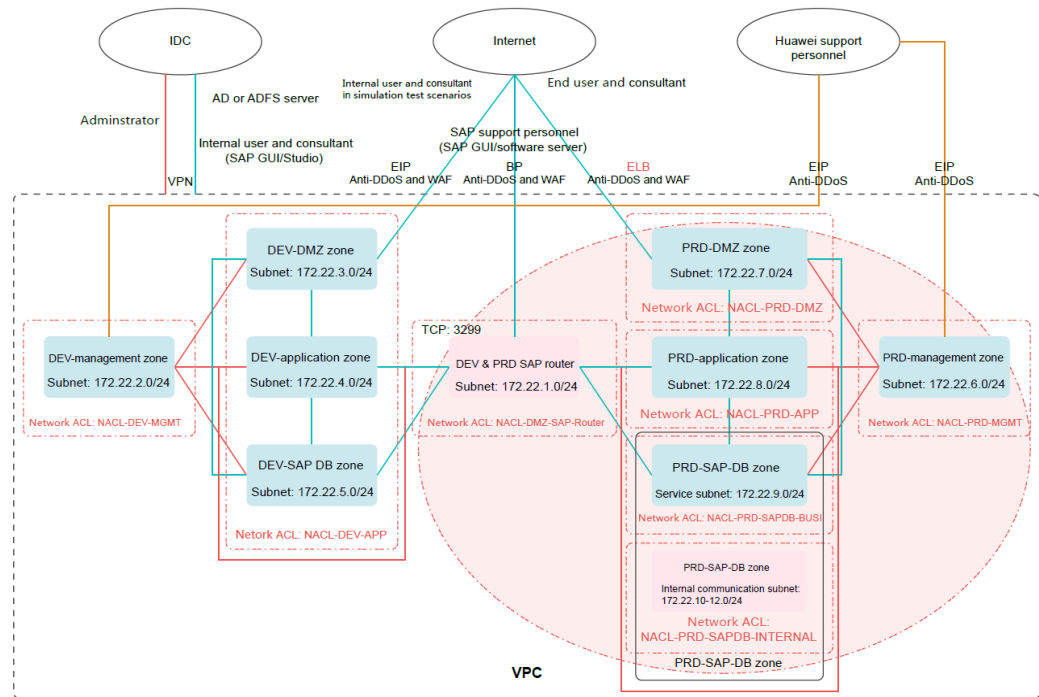 IDC
Internet
Huawei support
personnel
AD or ADFS server
Adminstrator
Internal user and consultant
(SAP GUI/Studio)
VPN
Internal user and consultant
in simulation test scenarios
End user and consultant
SAP support personnel
(SAP GUI/software server)
EIP
Anti-DDoS and WAF
BP
Anti-DDoS and WAF
ELB
Anti-DDoS and WAF
EIP
Anti-DDoS
EIP
Anti-DDoS
DEV-DMZ zone
Subnet: 172.22.3.0/24
PRD-DMZ zone
Subnet: 172.22.7.0/24
Network ACL: NACL-PRD-DMZ
TCP: 3299
DEV-management zone
Subnet: 172.22.2.0/24
Network ACL: NACL-DEV-MGMT
DEV-application zone
Subnet: 172.22.4.0/24
DEV & PRD SAP router
Subnet: 172.22.1.0/24
Network ACL: NACL-DMZ-SAP-Router
PRD-application zone
Subnet: 172.22.8.0/24
Network ACL: NACL-PRD-APP
PRD-management zone
Subnet: 172.22.6.0/24
Network ACL: NACL-PRD-MGMT
DEV-SAP DB zone
Subnet: 172.22.5.0/24
Netork ACL: NACL-DEV-APP
PRD-SAP-DB zone
Service subnet: 172.22.9.0/24
Network ACL: NACL-PRD-SAPDB-BUSI
PRD-SAP-DB zone
Internal communication subnet:
172.22.10-12.0/24
Network ACL:
NACL-PRD-SAPDB-INTERNAL
PRD-SAP-DB zone
VPC